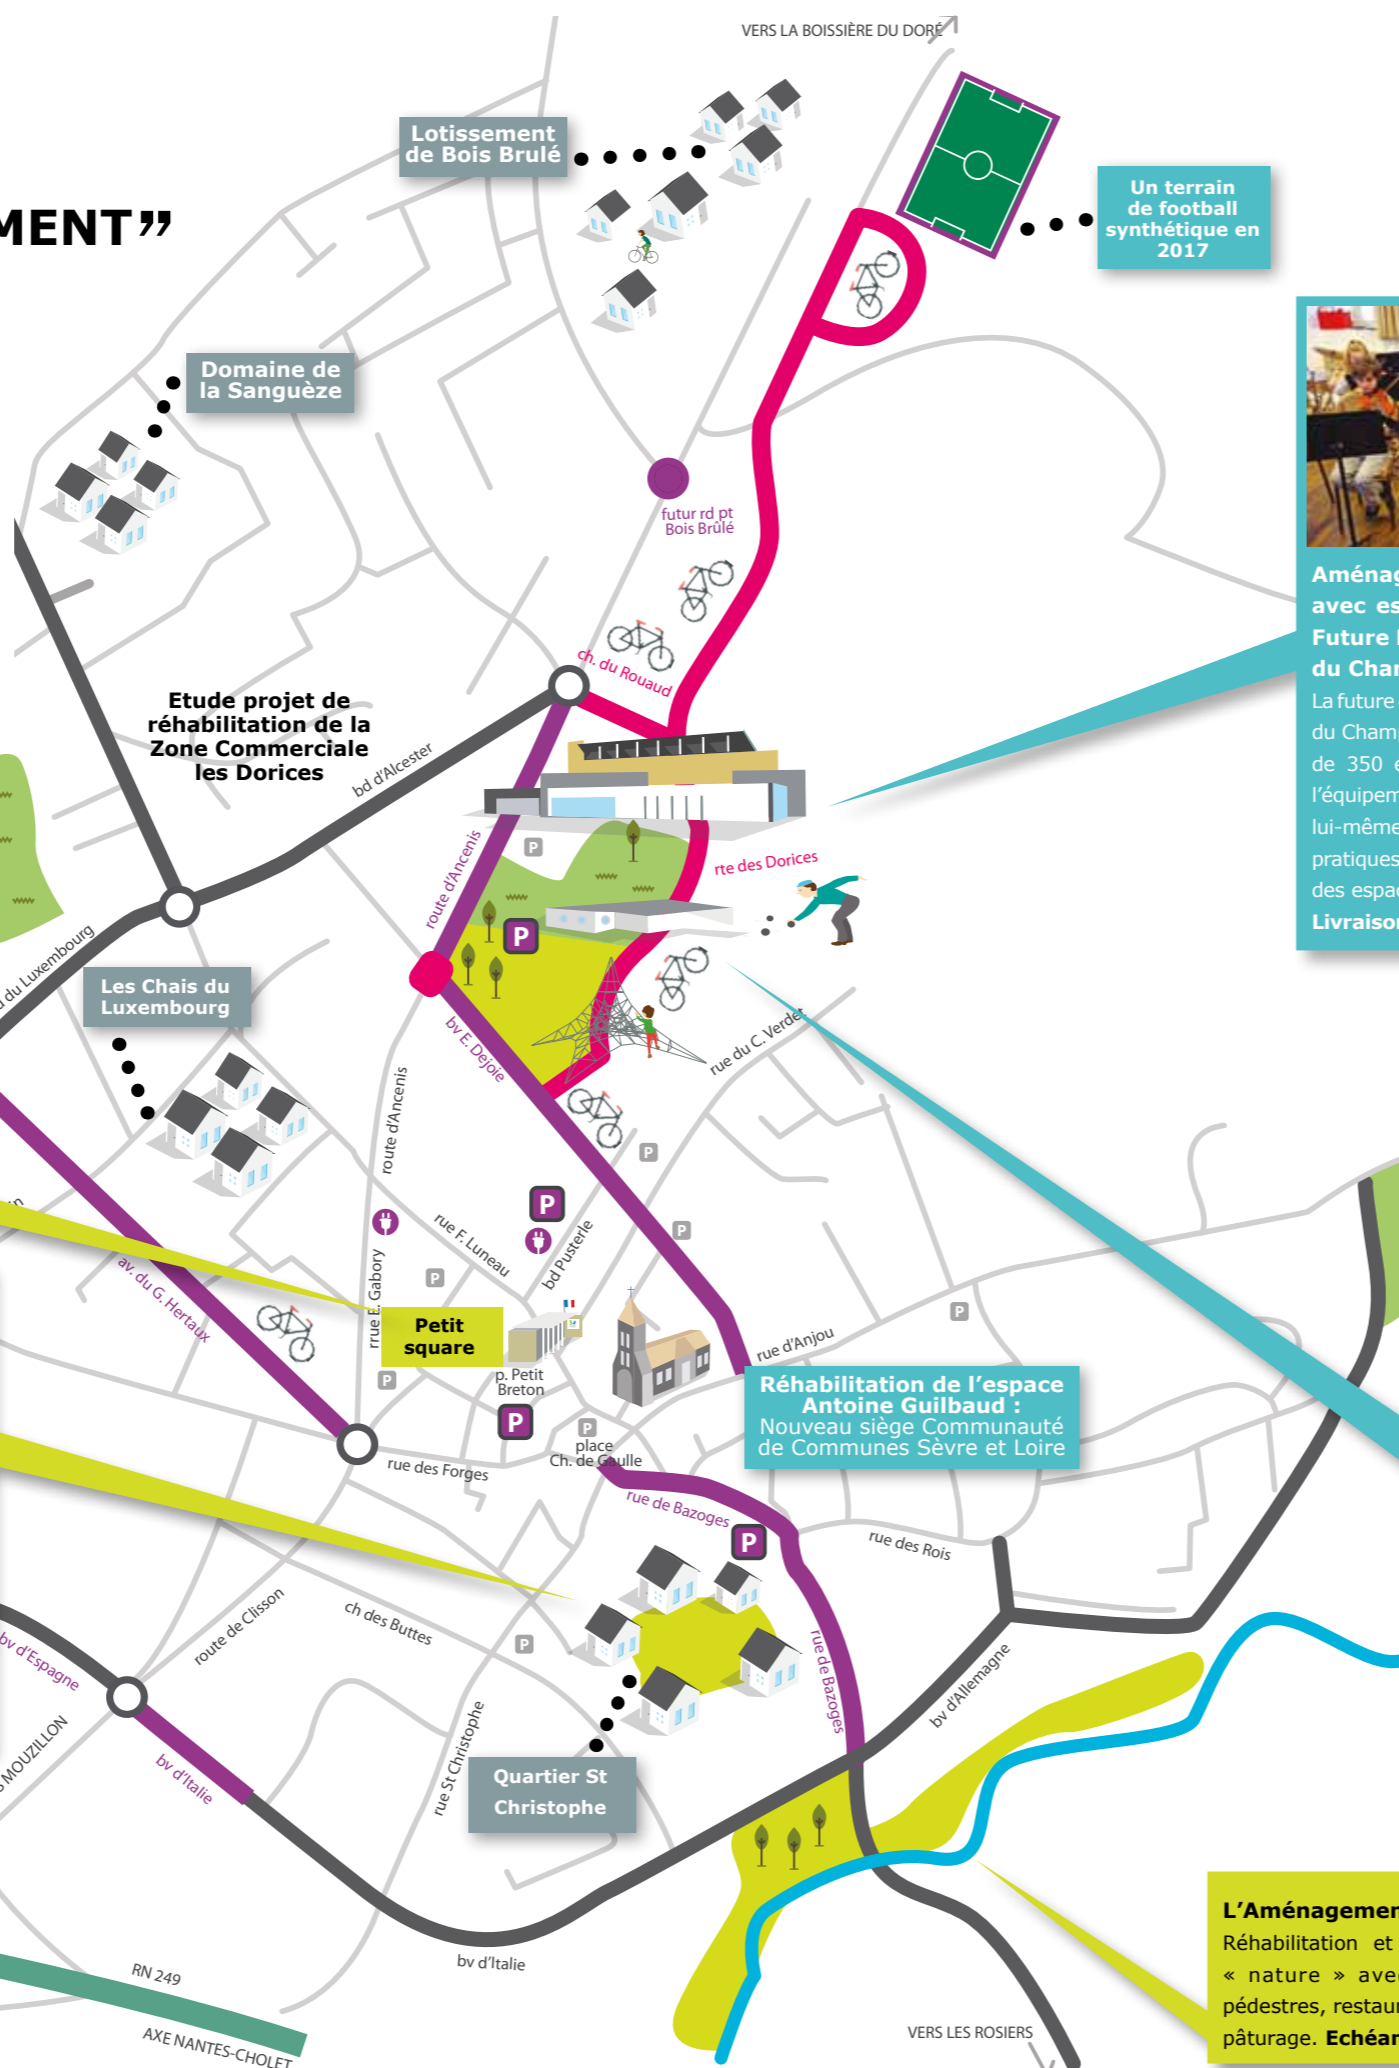 VERS LA BOISSIÈRE DU DORÉ
Lotissement
de Bois Brulé
MENT”
Un terrain
de football
synthétique en
2017
Domaine de
la Sanguèze
futur rd pt
Bois Brûlé
ch. du Rouaud
Etude projet de
réhabilitation de la
Zone Commerciale
les Dorices
bd d'Alcester
route d'Ancenis
P
rte des Dorices
P
du Luxembourg
Les Chais du
Luxembourg
bv E. Dejoie
rue du C. Verdet
route d'Ancenis
P
P
rue F. Luneau
bd Pusterle
P
P
av. du G. Hertaux
rrue E. Gabory
Petit
square
P
p. Petit
Breton
P
P
place
Ch. de Gaulle
P
rue d'Anjou
Réhabilitation de l'espace
Antoine Guilbaud :
Nouveau siège Communauté
de Communes Sèvre et Loire
rue des Forges
rue de Bazoges
P
rue des Rois
route de Clisson
ch des Buttes
P
rue de Bazoges
bv d'Espagne
MOUZILLON
bv d'Italie
rue St Christophe
Quartier St
Christophe
bv d'Allemagne
bv d'Italie
RN 249
AXE NANTES-CHOLET
VERS LES ROSIERS
Aménag
avec es
Future
du Char
La future
du Cham
de 350 e
l'équipem
lui-même
pratiques
des espac
Livraison
L'Aménagemen
Réhabilitation et
« nature » ave
pédestres, restau
pâturage. Echéan